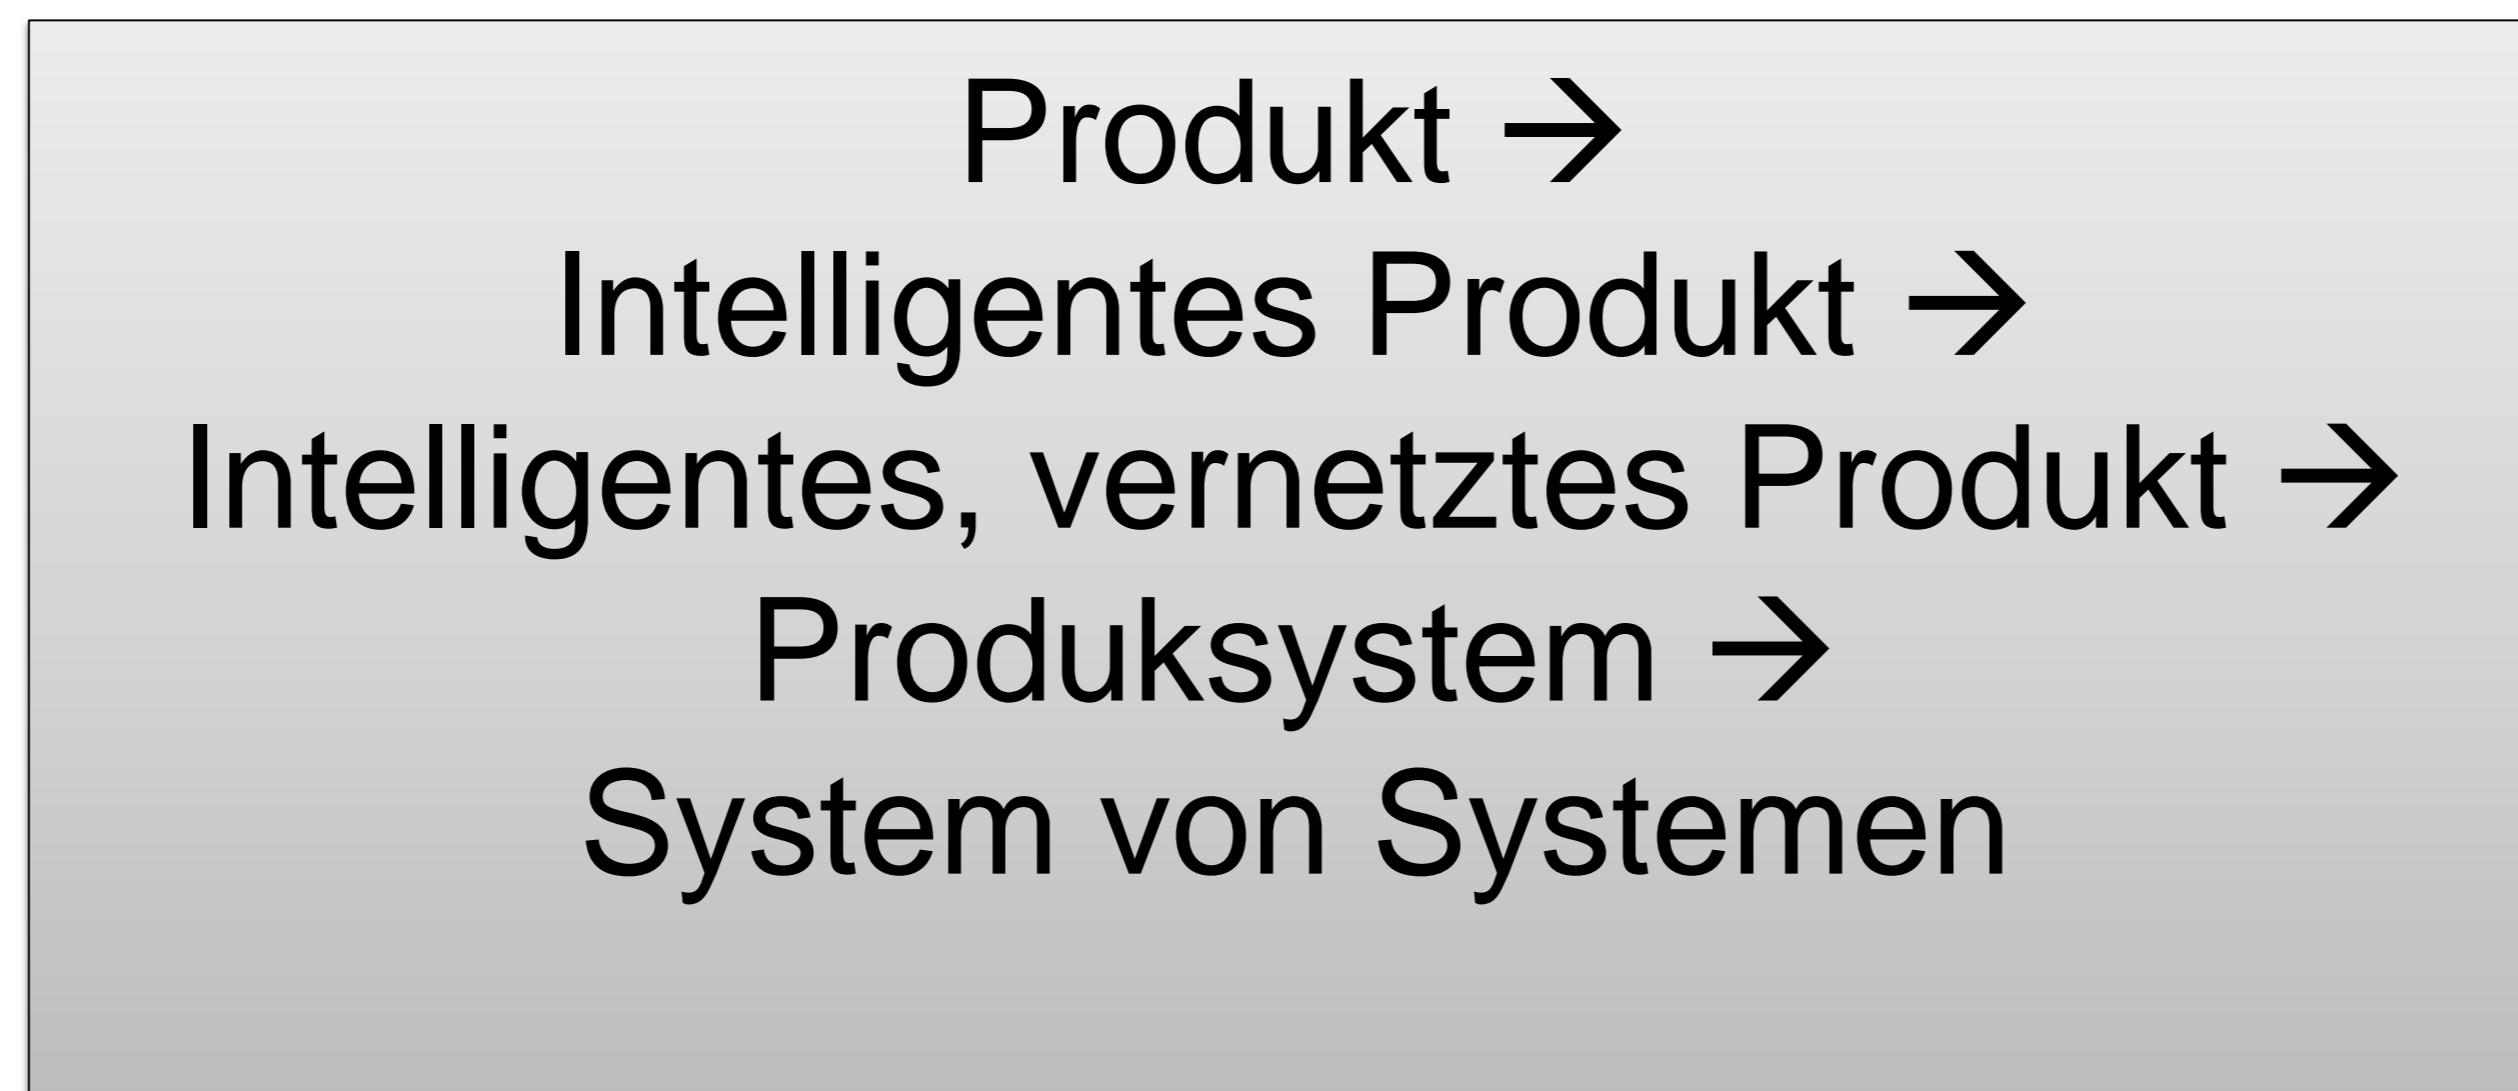 Produkt →
Intelligentes Produkt →
Intelligentes, vernetztes Produkt →
Produksystem →
System von Systemen